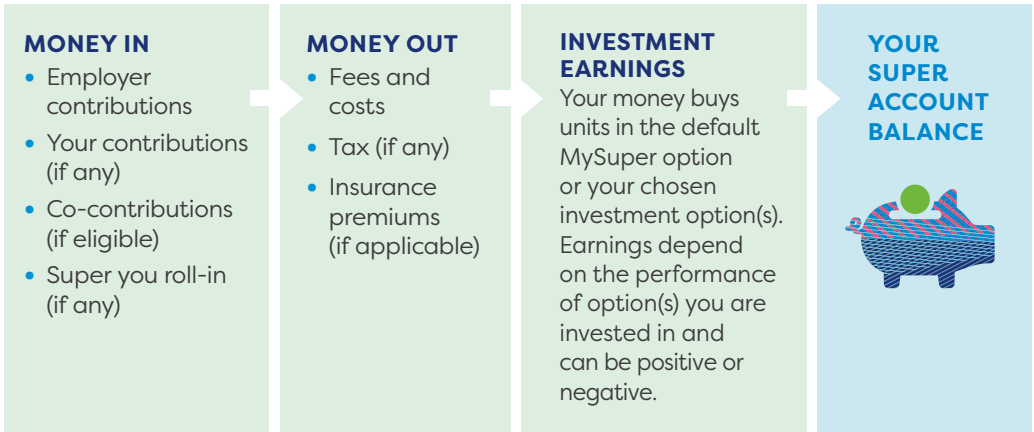 MONEY IN
• Employer
contributions
• Your contributions
(if any)
• Co-contributions
(if eligible)
• Super you roll-in
(if any)
MONEY OUT
• Fees and
costs
• Tax (if any)
• Insurance
premiums
(if applicable)
INVESTMENT
EARNINGS
Your money buys
units in the default
MySuper option
or your chosen
investment option(s).
Earnings depend
on the performance
of option(s) you are
invested in and
can be positive or
negative.
YOUR
SUPER
ACCOUNT
BALANCE